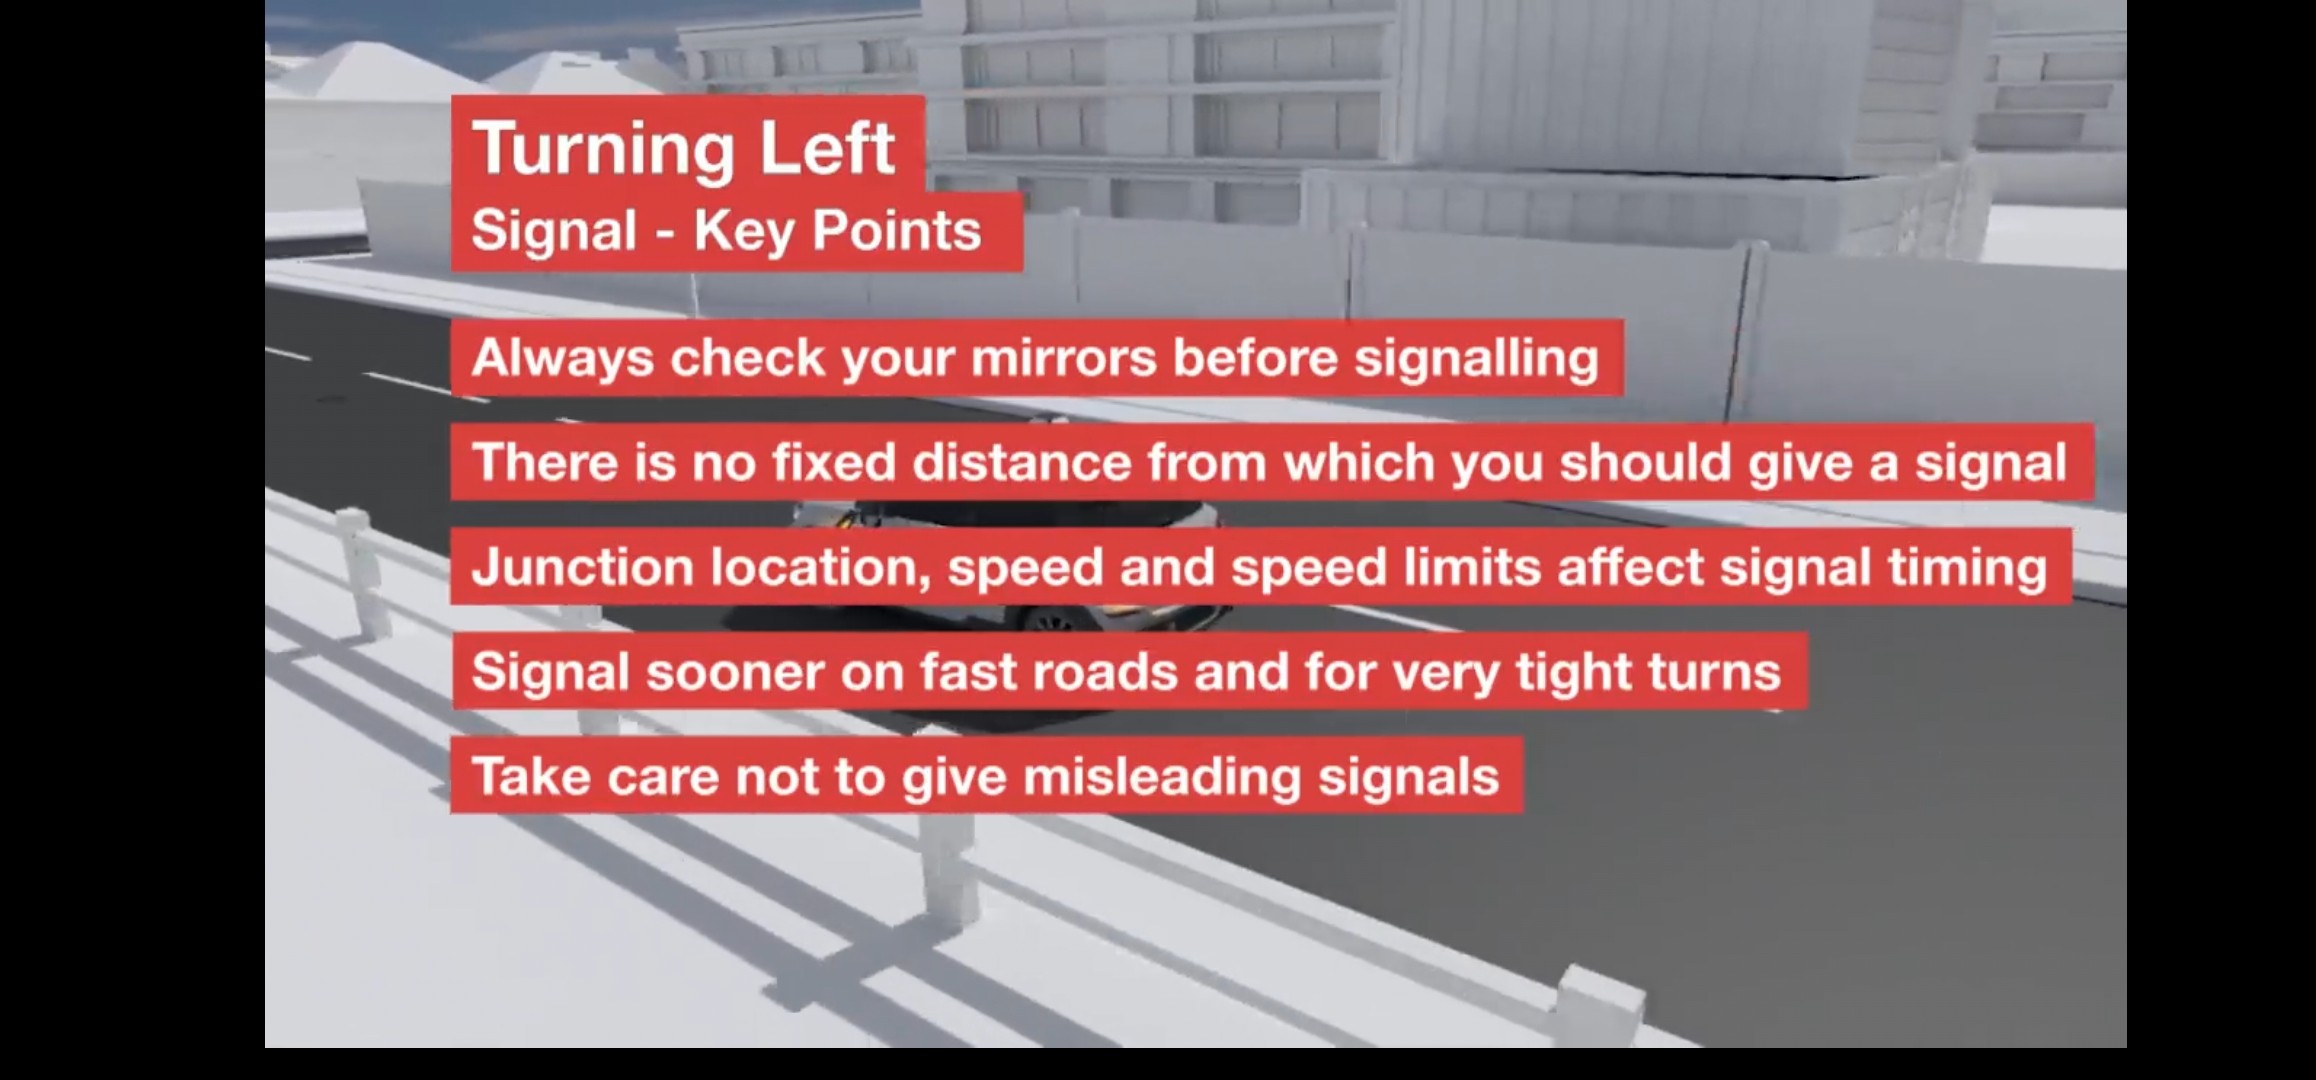 Turning Left
Signal - Key Points
Always check your mirrors before signalling
There is no fixed distance from which you should give a signal
Junction location, speed and speed limits affect signal timing
Signal sooner on fast roads and for very tight turns
Take care not to give misleading signals